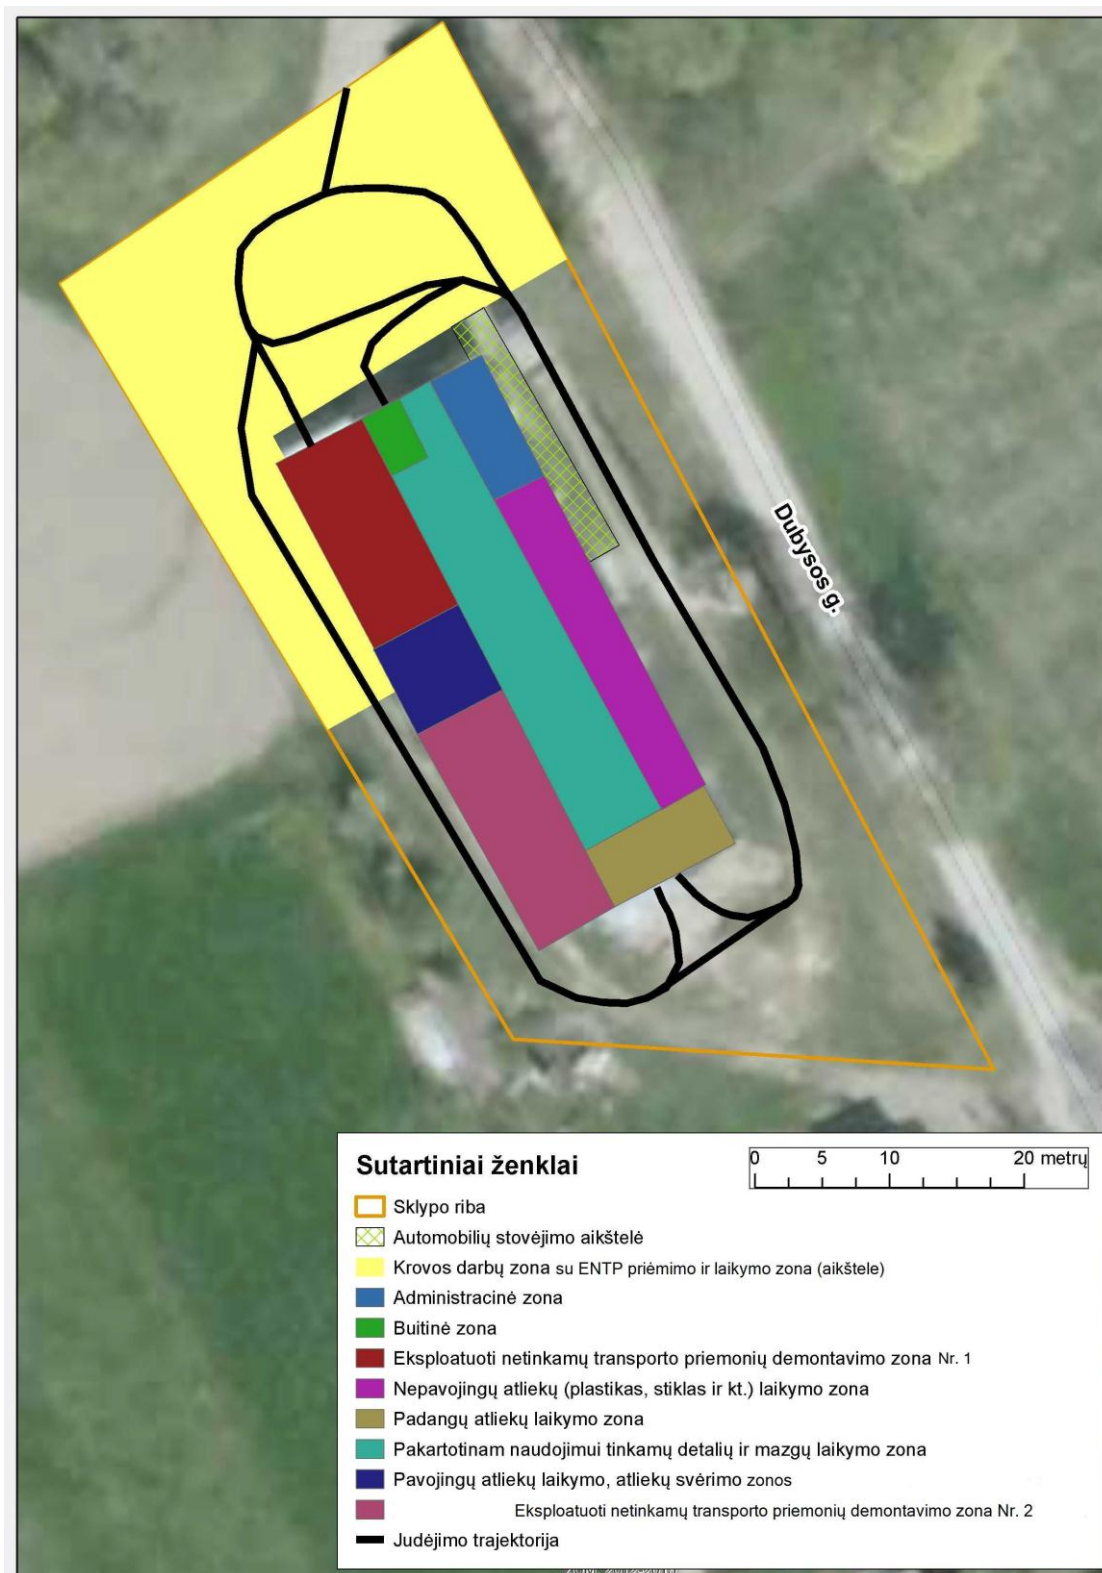 Dubysos g.
Sutartiniai ženklai
0 5 10 20 metrų
Sklypo riba
Automobilių stovėjimo aikštelė
Krovos darbų zona su ENTP priėmimo ir laikymo zona (aikštele)
Administracinė zona
Buitinė zona
Eksploatuoti netinkamų transporto priemonių demontavimo zona Nr. 1
Nepavojingų atliekų (plastikas, stiklas ir kt.) laikymo zona
Padangų atliekų laikymo zona
Pakartotinam naudojimui tinkamų detalių ir mazgų laikymo zona
Pavojingų atliekų laikymo, atliekų svėrimo zonos
Eksploatuoti netinkamų transporto priemonių demontavimo zona Nr. 2
Judėjimo trajektorija